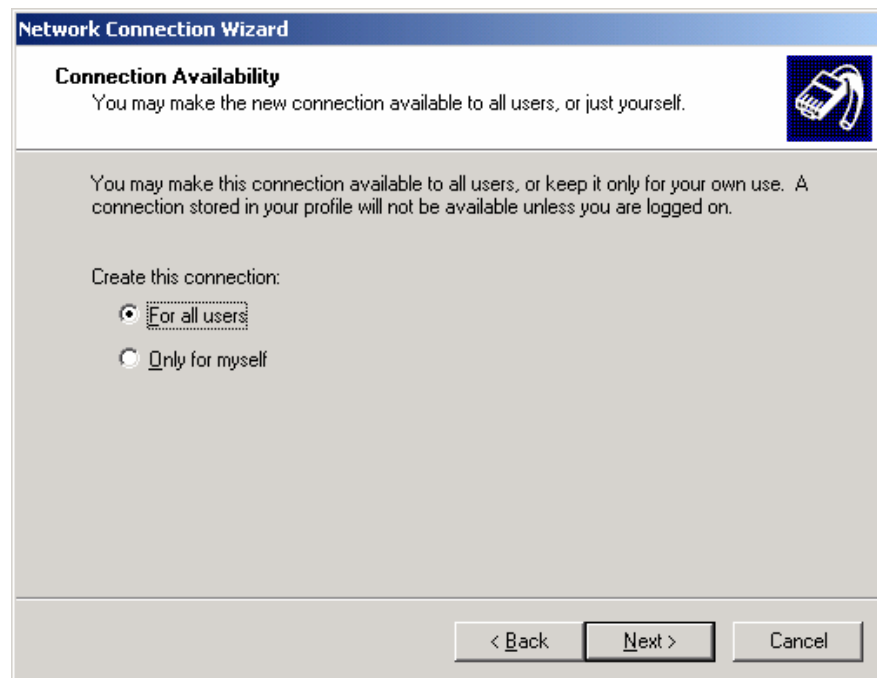 Network Connection Wizard
Connection Availability
You may make the new connection available to all users, or just yourself.
You may make this connection available to all users, or keep it only for your own use.  A
connection stored in your profile will not be available unless you are logged on.
Create this connection:
For all users
Only for myself
< Back
Next >
Cancel